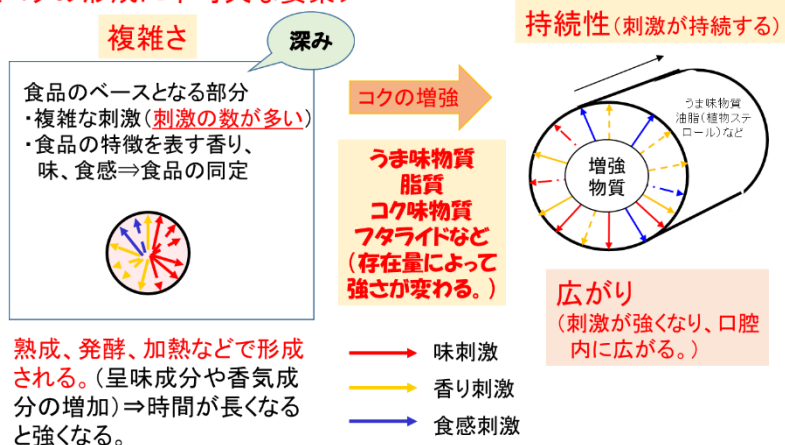 複雑さ
深み
食品のベースとなる部分
・複雑な刺激(刺激の数が多い)
・食品の特徴を表す香り、
味、食感⇒食品の同定
熟成、発酵、加熱などで形成
される。(呈味成分や香気成
分の増加)⇒時間が長くなる
と強くなる。
コクの増強
うま味物質
脂質
コク味物質
フタライドなど
(存在量によって
強さが変わる。)
味刺激
香り刺激
食感刺激
持続性(刺激が持続する)
うま味物質
油脂(植物ステ
ロール)など
増強
物質
広がり
(刺激が強くなり、口腔
内に広がる。)